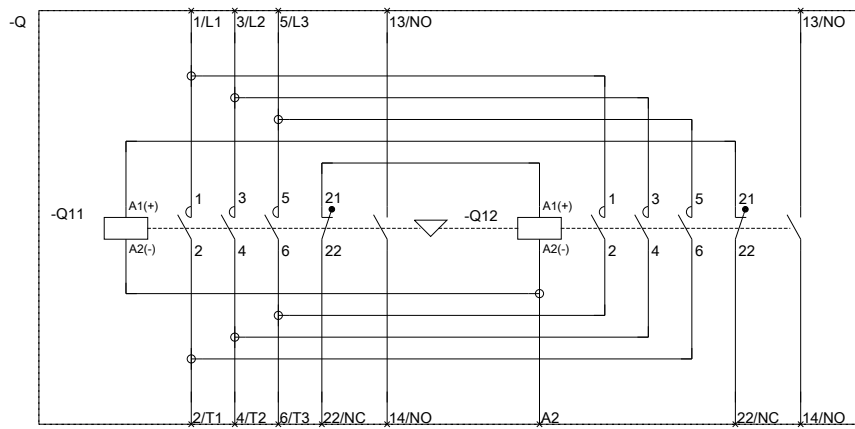 -Q 1/L1 3/L2 5/L3 13/NO 13/NO
1 3 5 21 1 3 5 21
-Q11 A1(+) -Q12 A1(+)
A2(-) 2 4 6 22 A2(-) 2 4 6 22
2/T1 4/T2 6/T3 22/NC 14/NO A2 22/NC 14/NO